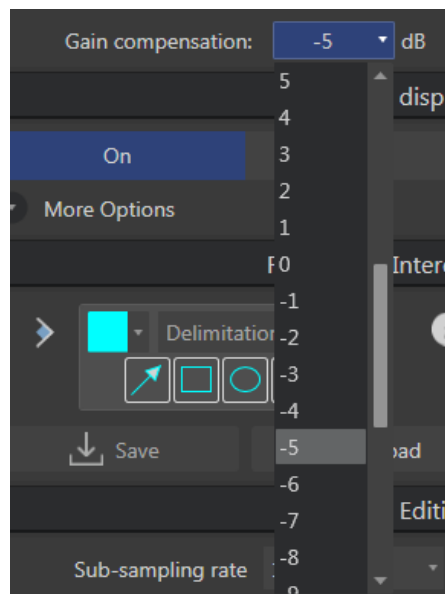 Gain compensation: -5 dB
5
disp
4
On
3
2
More Options
1
0
Inter
-1
Delimitation
-2
-3
-4
Save
-5
oad
-6
Editi
-7
Sub-sampling rate
-8
-9